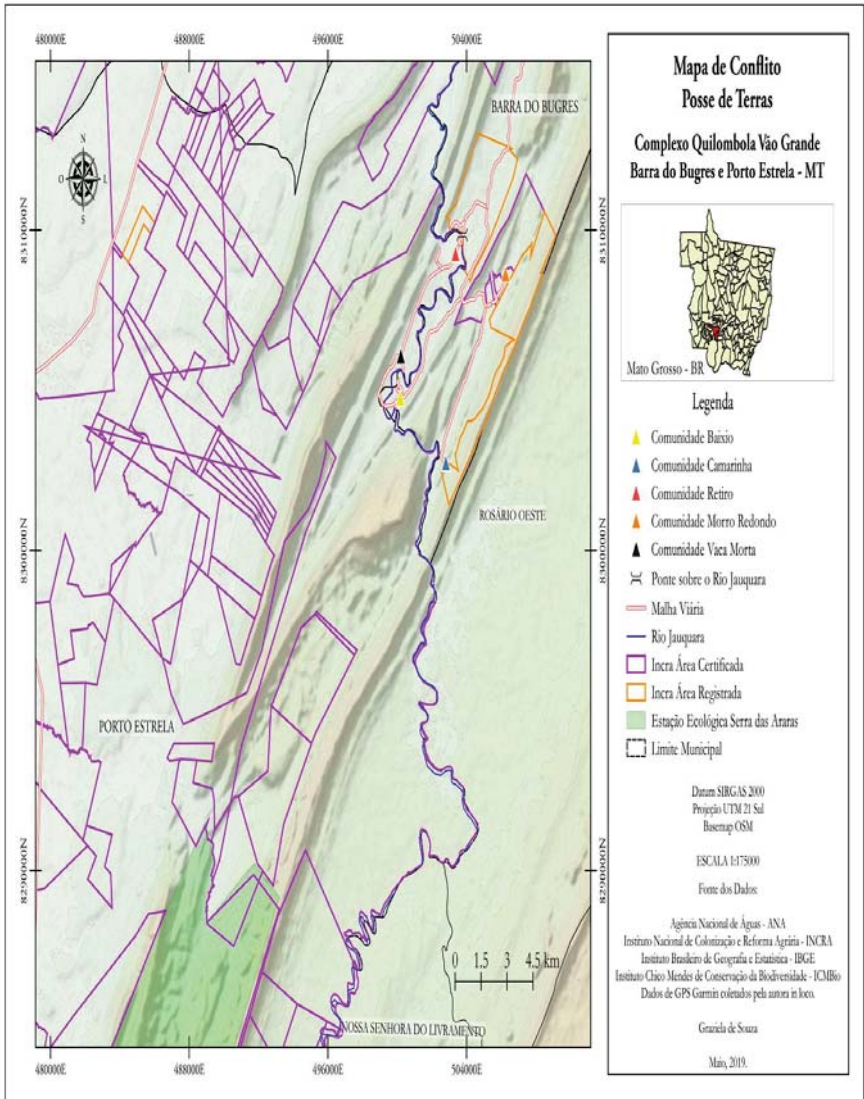 480000E
488000E
496000E
504000E
8310000N
8300000N
8290000N
8310000N
8300000N
8290000N
N
O
L
S
BARRA DO BUGRES
ROSÁRIO OESTE
PORTO ESTRELA
NOSSA SENHORA DO LIVRAMENTO
0 1.5 3 4.5 km
480000E
488000E
496000E
504000E
Mapa de Conflito
Posse de Terras
Complexo Quilombola Vão Grande
Barra do Bugres e Porto Estrela - MT
Mato Grosso - BR
Legenda
Comunidade Baixio
Comunidade Camarinha
Comunidade Retiro
Comunidade Morro Redondo
Comunidade Vaca Morta
Ponte sobre o Rio Jauquara
Malha Viária
Rio Jauquara
Incra Área Certificada
Incra Área Registrada
Estação Ecológica Serra das Araras
Limite Municipal
Datum SIRGAS 2000
Projeção UTM 21 Sul
Basemap OSM
ESCALA 1:175000
Fonte dos Dados:
Agência Nacional de Águas - ANA
Instituto Nacional de Colonização e Reforma Agrária - INCRA
Instituto Brasileiro de Geografia e Estatística - IBGE
Instituto Chico Mendes de Conservação da Biodiversidade - ICMBio
Dados de GPS Garmin coletados pela autora in loco.
Graziela de Souza
Maio, 2019.